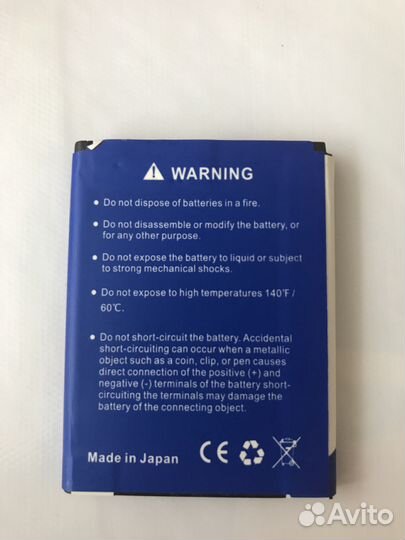 ⚠ WARNING
● Do not dispose of batteries in a fire.
● Do not disassemble or modify the battery, or
for any other purpose.
● Do not expose the battery to liquid or subject
to strong mechanical shocks.
● Do not expose to high temperatures 140℉ /
60℃.
● Do not short-circuit the battery. Accidental
short-circuiting can occur when a metallic
object such as a coin, clip, or pen causes
direct connection of the positive (+) and
negative (-) terminals of the battery short-
circuiting the terminals may damage the
battery of the connecting object.
Made in Japan CE
Avito